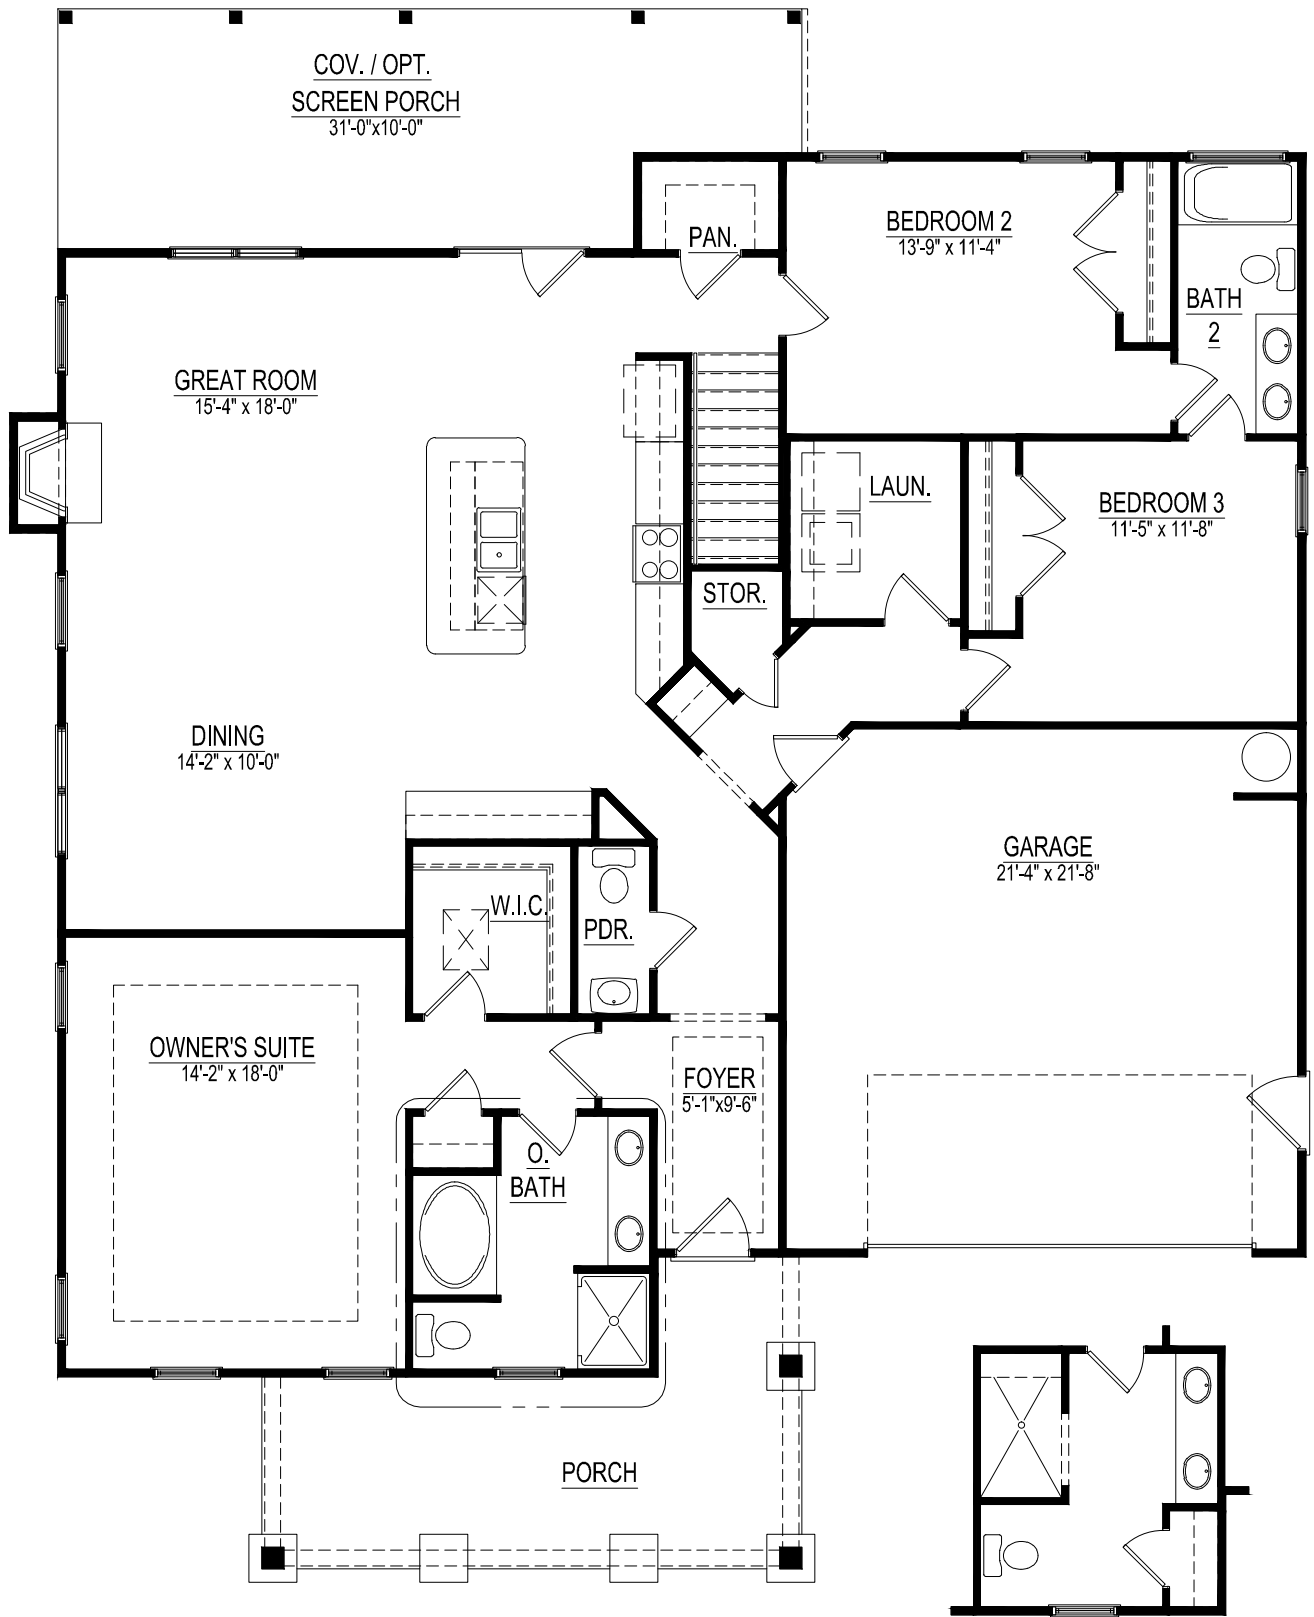 COV. / OPT.
SCREEN PORCH
31'-0"x10'-0"
PAN.
BEDROOM 2
13'-9" x 11'-4"
BATH
2
GREAT ROOM
15'-4" x 18'-0"
LAUN.
BEDROOM 3
11'-5" x 11'-8"
STOR.
DINING
14'-2" x 10'-0"
GARAGE
21'-4" x 21'-8"
W.I.C.
PDR.
OWNER'S SUITE
14'-2" x 18'-0"
FOYER
5'-1"x9'-6"
O.
BATH
PORCH